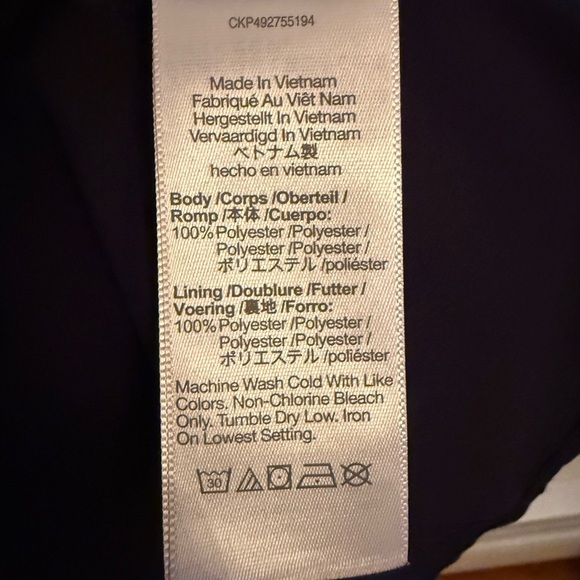 CKP492755194
Made In Vietnam
Fabriqué Au Viêt Nam
Hergestellt In Vietnam
Vervaardigd In Vietnam
ベトナム製
hecho en vietnam
Body /Corps /Oberteil /
Romp /本体 /Cuerpo:
100% Polyester /Polyester /
Polyester /Polyester /
ポリエステル /poliéster
Lining /Doublure /Futter /
Voering /裏地 /Forro:
100% Polyester /Polyester /
Polyester /Polyester /
ポリエステル /poliéster
Machine Wash Cold With Like
Colors. Non-Chlorine Bleach
Only. Tumble Dry Low. Iron
On Lowest Setting.
30